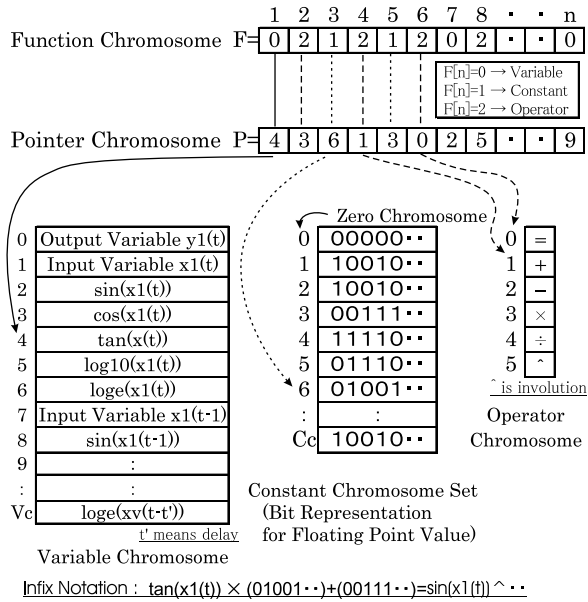 1 2 3 4 5 6 7 8 · · n
Function Chromosome F= 0 2 1 2 1 2 0 2 · · 0
F[n]=0 → Variable
F[n]=1 → Constant
F[n]=2 → Operator
Pointer Chromosome P= 4 3 6 1 3 0 2 5 · · 9
Zero Chromosome
0 Output Variable y1(t)
1 Input Variable x1(t)
2 sin(x1(t))
3 cos(x1(t))
4 tan(x(t))
5 log10(x1(t))
6 loge(x1(t))
7 Input Variable x1(t-1)
8 sin(x1(t-1))
9 :
: :
Vc loge(xv(t-t'))
t' means delay
Variable Chromosome
0 00000··
1 10010··
2 10010··
3 00111··
4 11110··
5 01110··
6 01001··
: :
Cc 10010··
Constant Chromosome Set
(Bit Representation
for Floating Point Value)
0 =
1 +
2 −
3 ×
4 ÷
5 ˆ
ˆ is involution
Operator
Chromosome
Infix Notation : tan(x1(t)) × (01001··)+(00111··)=sin(x1(t)) ^ ··